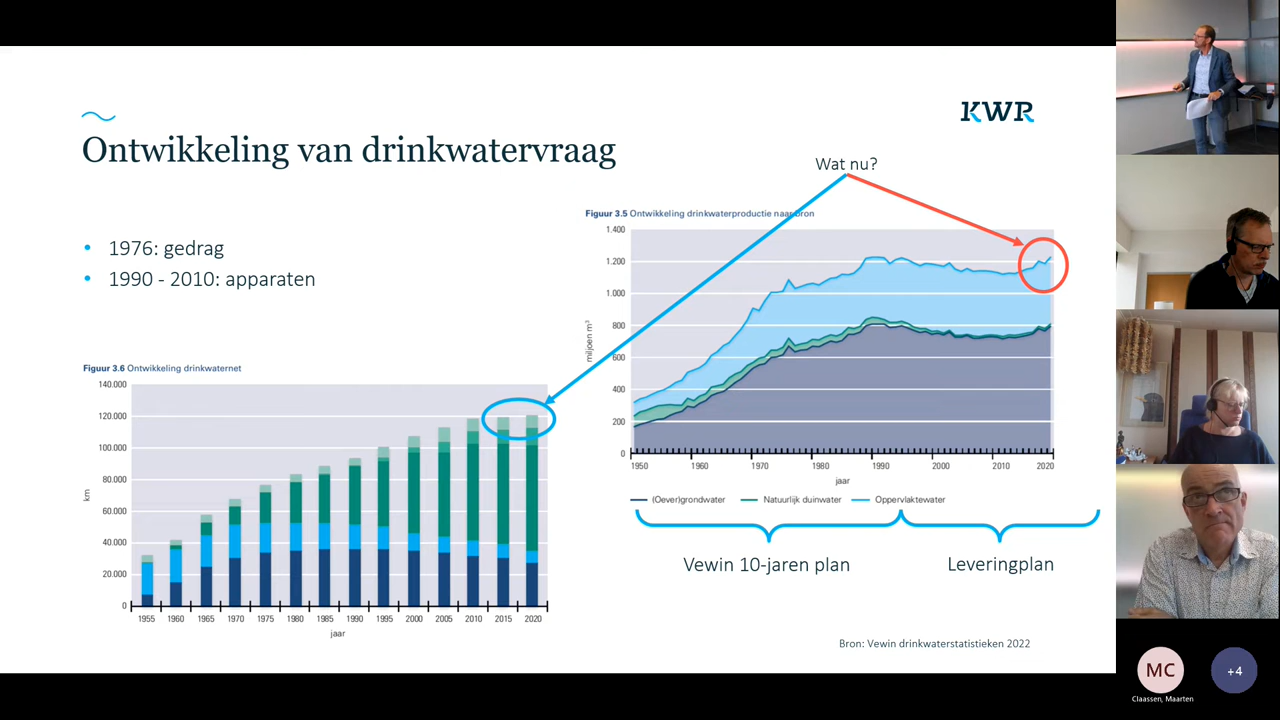 KWR
Ontwikkeling van drinkwatervraag
Wat nu?
• 1976: gedrag
• 1990 - 2010: apparaten
Figuur 3.5 Ontwikkeling drinkwaterproductie naar bron
1.400
1.200
1.000
800
600
400
200
0
miljoen m³
1950 1960 1970 1980 1990 2000 2010 2020
jaar
(Oever)grondwater Natuurlijk duinwater Oppervlaktewater
Vewin 10-jaren plan Leveringplan
Figuur 3.6 Ontwikkeling drinkwaternet
140.000
120.000
100.000
80.000
60.000
40.000
20.000
0
km
1955 1960 1965 1970 1975 1980 1985 1990 1995 2000 2005 2010 2015 2020
jaar
Bron: Vewin drinkwaterstatistieken 2022
MC
Claassen, Maarten
+4